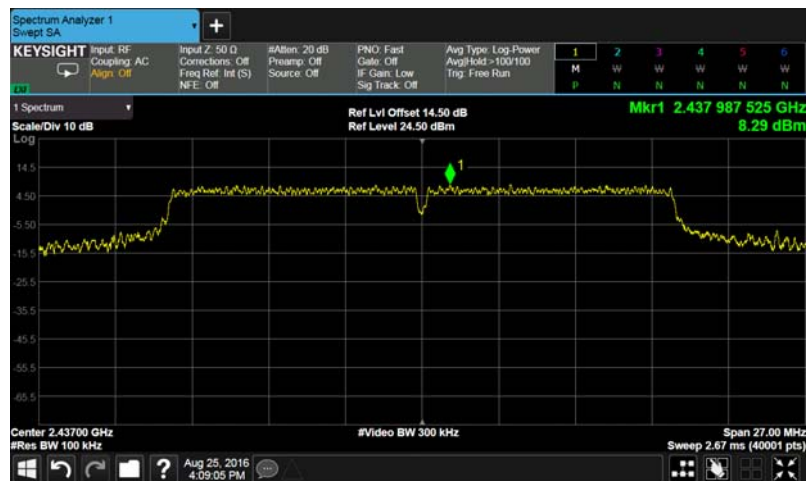 Spectrum Analyzer 1
Swept SA
+
KEYSIGHT
Input: RF
Coupling: AC
Align: Off
Input Z: 50 Ω
Corrections: Off
Freq Ref: Int (S)
NFE: Off
#Atten: 20 dB
Preamp: Off
Source: Off
PNO: Fast
Gate: Off
IF Gain: Low
Sig Track: Off
Avg Type: Log-Power
Avg|Hold:>100/100
Trig: Free Run
1 2 3 4 5 6
M W W W W W
P N N N N N
1 Spectrum
Scale/Div 10 dB
Ref Lvl Offset 14.50 dB
Ref Level 24.50 dBm
Mkr1 2.437 987 525 GHz
8.29 dBm
Log
14.5
4.50
-5.50
-15.5
-25.5
-35.5
-45.5
-55.5
-65.5
1
Center 2.43700 GHz
#Res BW 100 kHz
#Video BW 300 kHz
Span 27.00 MHz
Sweep 2.67 ms (40001 pts)
?
Aug 25, 2016
4:09:05 PM